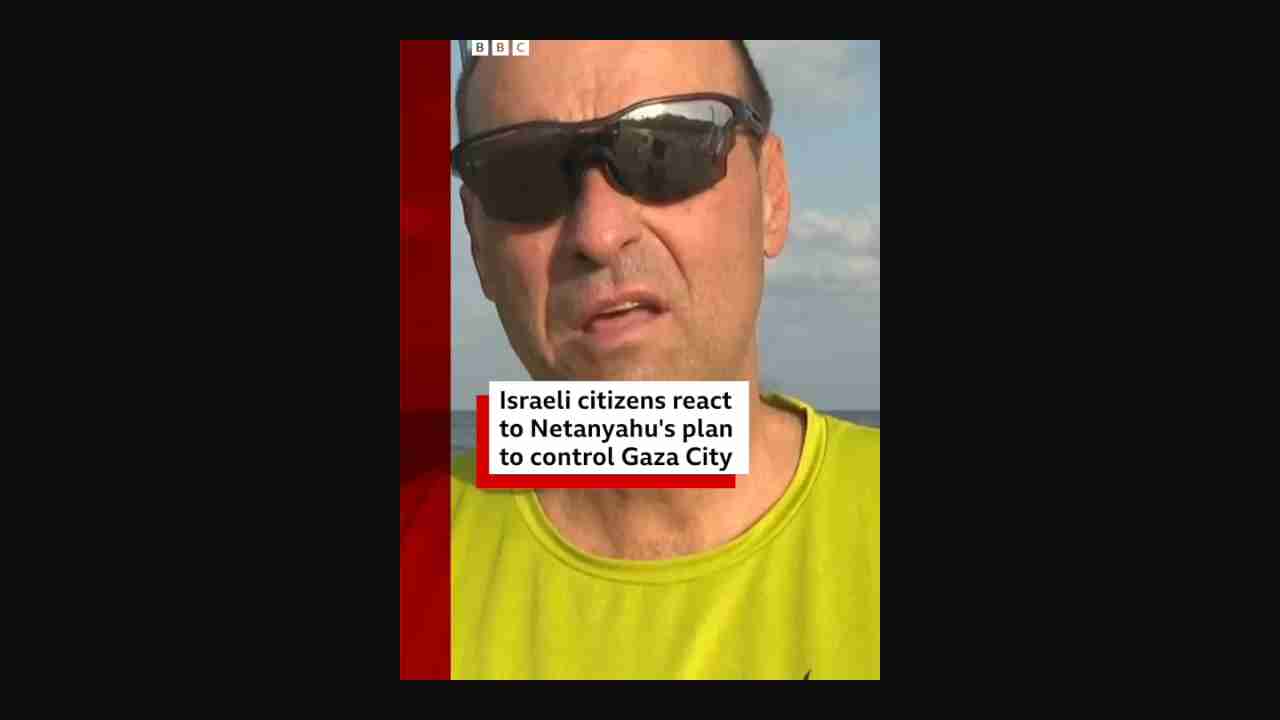 BBC
Israeli citizens react
to Netanyahu's plan
to control Gaza City